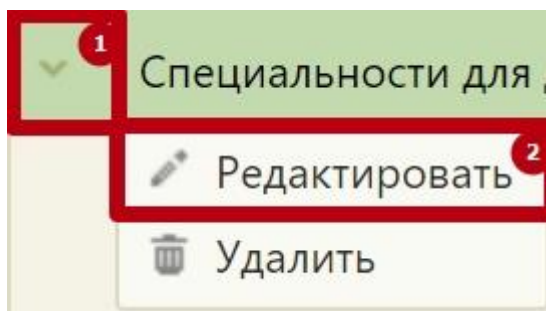 1
Специальности для
2
Редактировать
Удалить